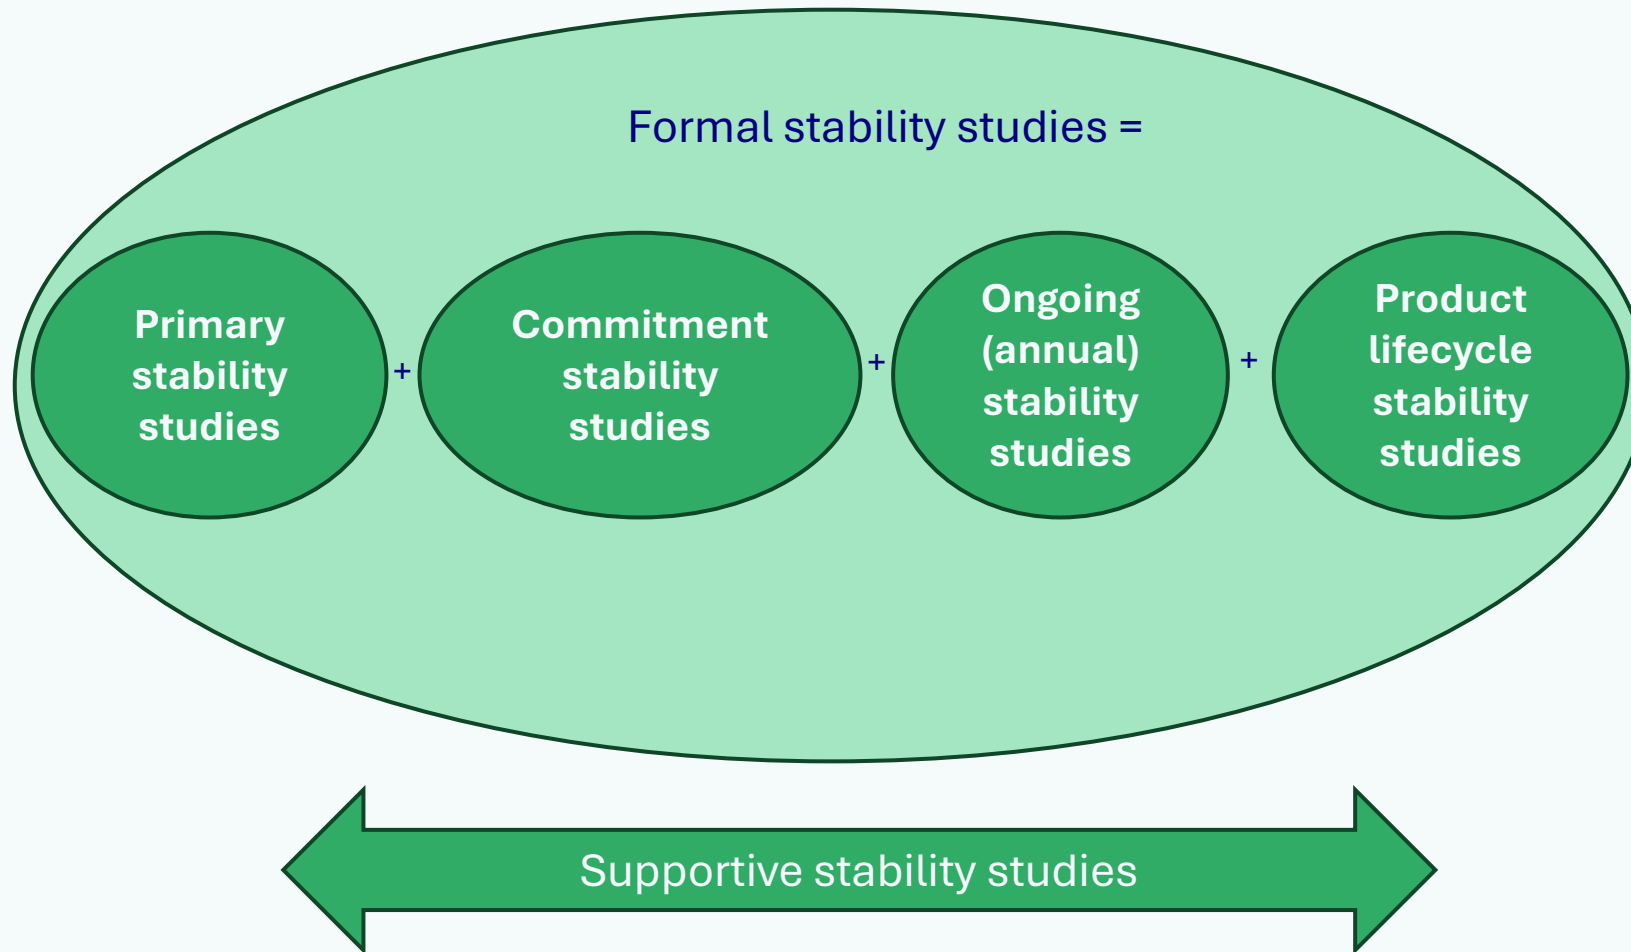 Formal stability studies =
Primary
stability
studies
+
Commitment
stability
studies
+
Ongoing
(annual)
stability
studies
+
Product
lifecycle
stability
studies
Supportive stability studies